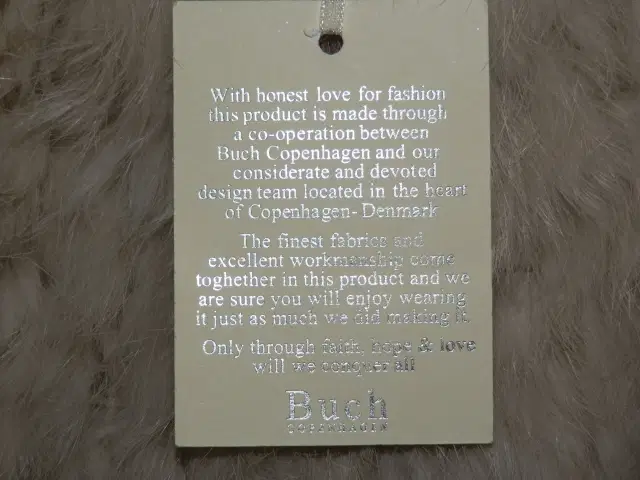 With honest love for fashion
this product is made through
a co-operation between
Buch Copenhagen and our
considerate and devoted
design team located in the heart
of Copenhagen- Denmark
The finest fabrics and
excellent workmanship come
toghether in this product and we
are sure you will enjoy wearing
it just as much we did making it.
Only through faith, hope & love
will we conquer all
Buch
COPENHAGEN